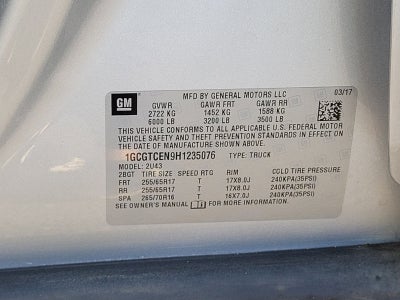 MFD BY GENERAL MOTORS LLC 03/17
GM
GVWR GAWR FRT GAWR RR
2722 KG 1452 KG 1588 KG
6000 LB 3200 LB 3500 LB
THIS VEHICLE CONFORMS TO ALL APPLICABLE U.S. FEDERAL MOTOR
VEHICLE SAFETY AND THEFT PREVENTION STANDARDS IN EFFECT ON
THE DATE OF MANUFACTURE SHOWN ABOVE.
1GCGTCEN9H1235076 TYPE: TRUCK
MODEL: 2U43
2BGT TIRE SIZE SPEED RTG RIM COLD TIRE PRESSURE
FRT 255/65R17 T 17X8.0J 240KPA(35PSI)
RR 255/65R17 T 17X8.0J 240KPA(35PSI)
SPA 265/70R16 T 16X7.0J 240KPA(35PSI)
SEE OWNER'S MANUAL FOR MORE INFORMATION.